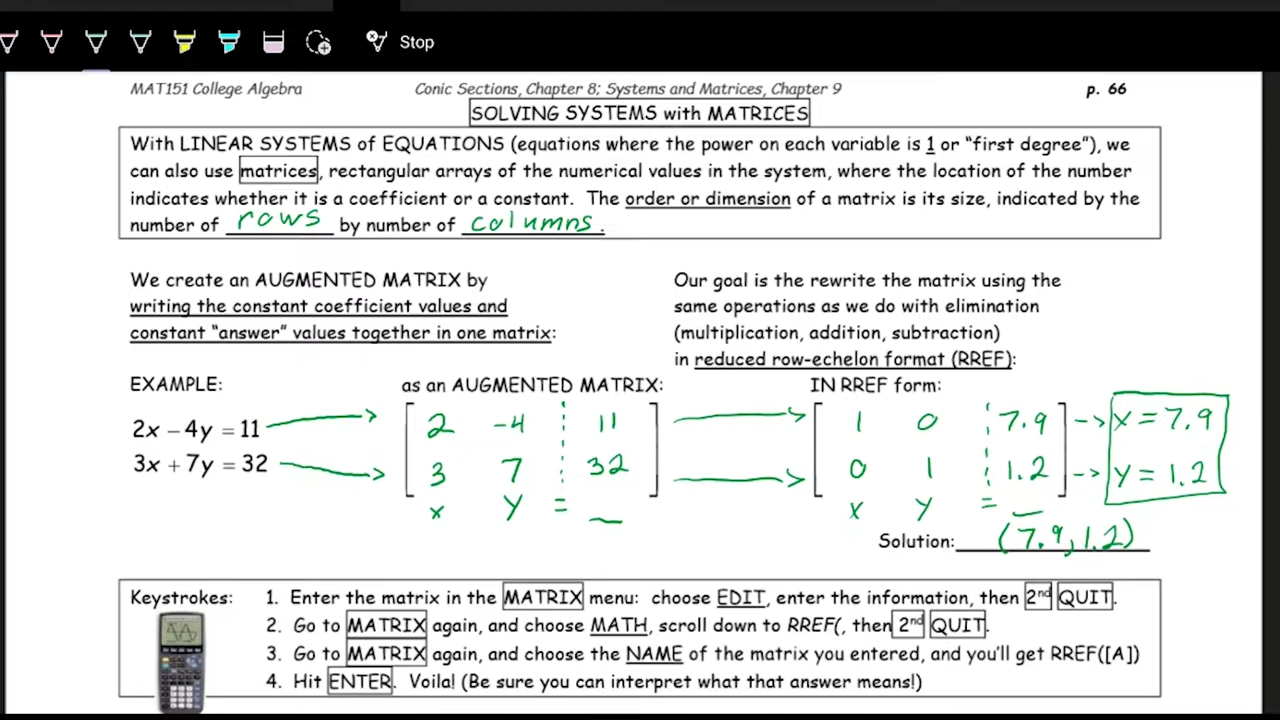 Stop
MAT151 College Algebra Conic Sections, Chapter 8; Systems and Matrices, Chapter 9 p. 66
SOLVING SYSTEMS with MATRICES
With LINEAR SYSTEMS of EQUATIONS (equations where the power on each variable is 1 or “first degree”), we
can also use matrices, rectangular arrays of the numerical values in the system, where the location of the number
indicates whether it is a coefficient or a constant. The order or dimension of a matrix is its size, indicated by the
number of rows by number of columns.
We create an AUGMENTED MATRIX by
writing the constant coefficient values and
constant “answer” values together in one matrix:
Our goal is the rewrite the matrix using the
same operations as we do with elimination
(multiplication, addition, subtraction)
in reduced row-echelon format (RREF):
EXAMPLE: as an AUGMENTED MATRIX: IN RREF form:
2x – 4y = 11 2 -4 11 1 0 7.9 x = 7.9
3x + 7y = 32 3 7 32 0 1 1.2 y = 1.2
x y = x y =
Solution: (7.9, 1.2)
Keystrokes: 1. Enter the matrix in the MATRIX menu: choose EDIT, enter the information, then 2nd QUIT.
2. Go to MATRIX again, and choose MATH, scroll down to RREF(, then 2nd QUIT.
3. Go to MATRIX again, and choose the NAME of the matrix you entered, and you’ll get RREF([A])
4. Hit ENTER. Voila! (Be sure you can interpret what that answer means!)